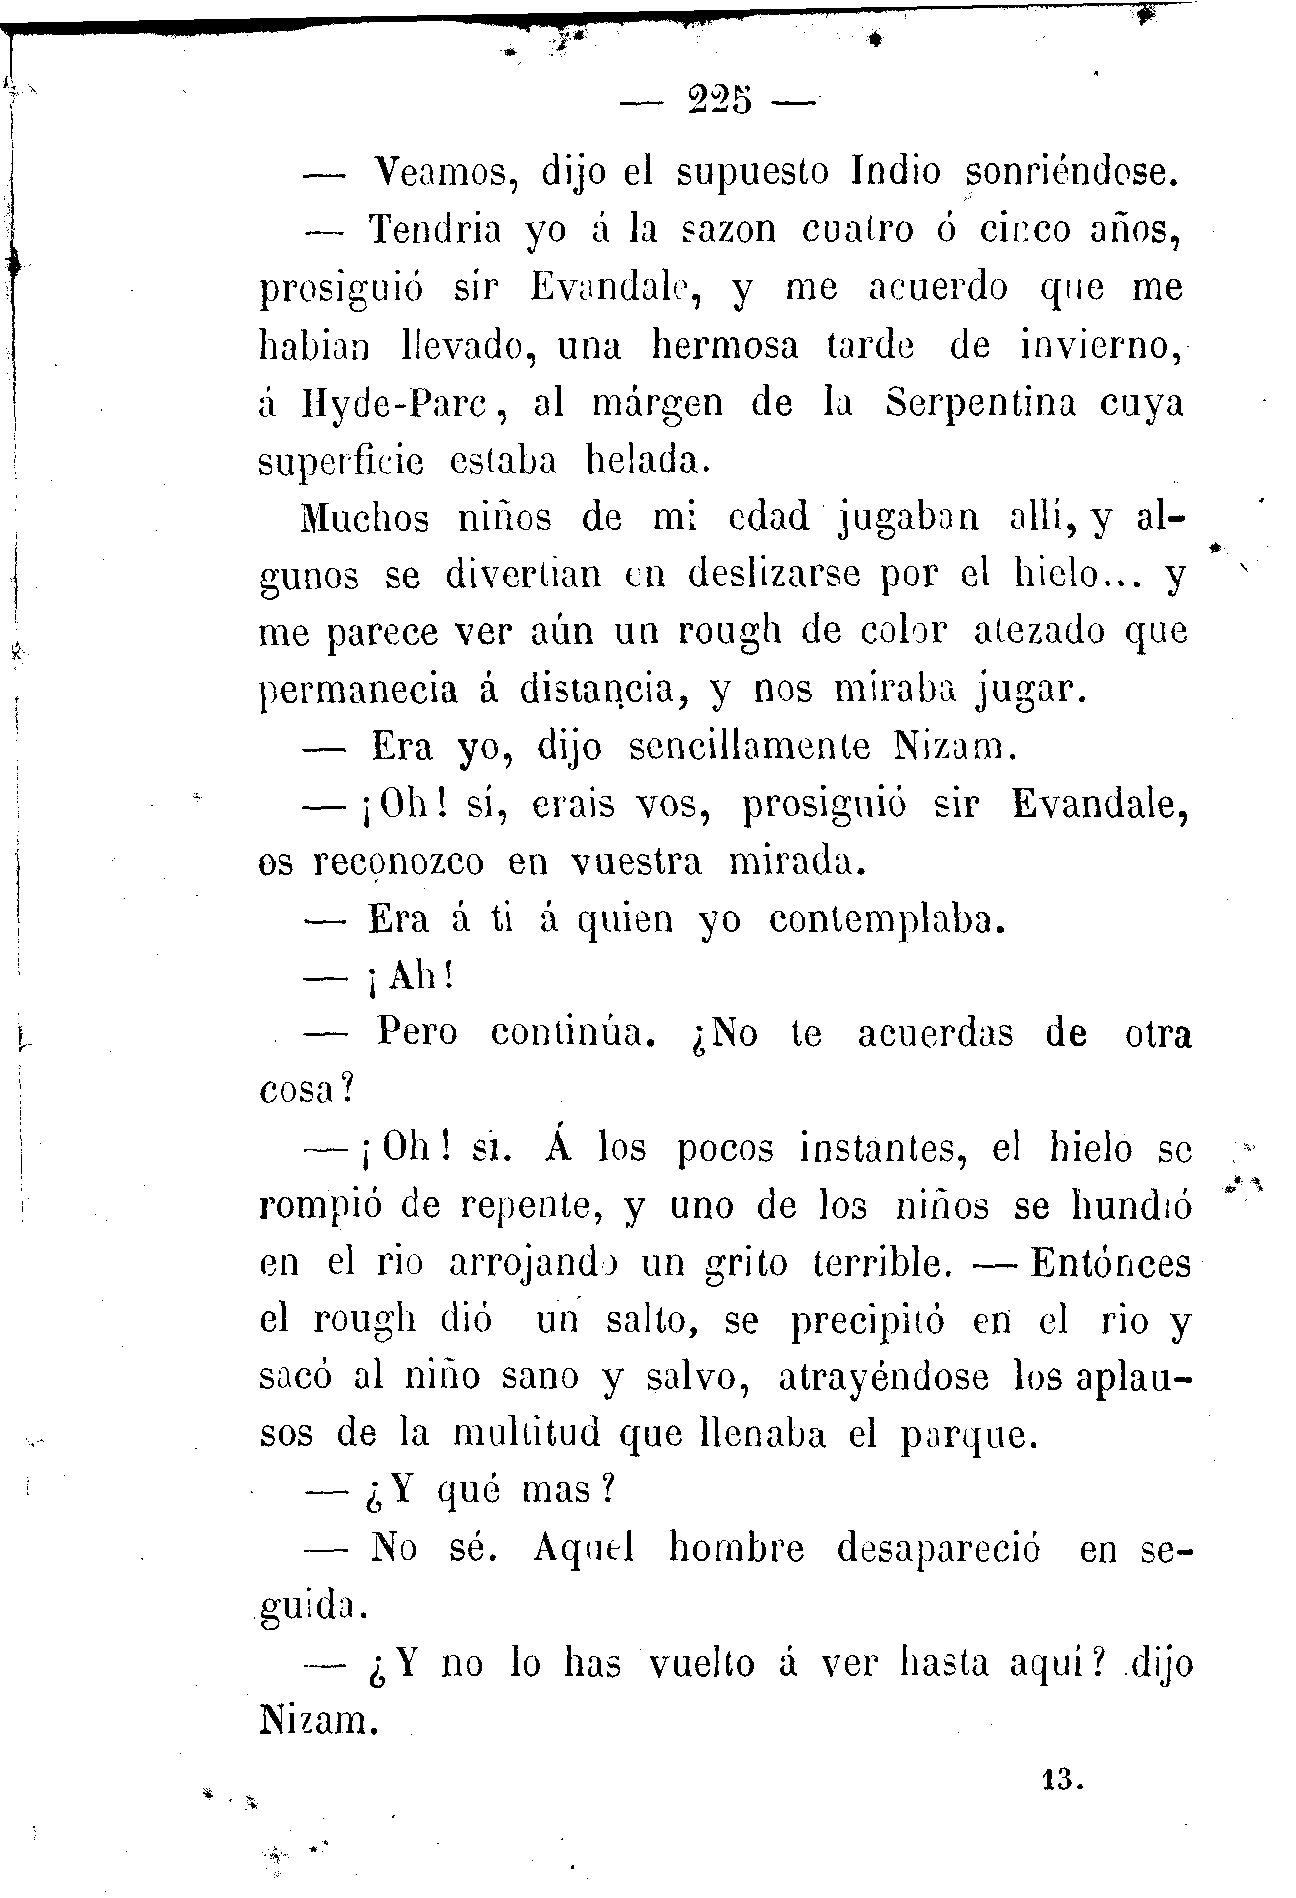 — 225 —
— Veamos, dijo el supuesto Indio sonriéndose.
— Tendria yo á la sazon cuatro ó cinco años,
prosiguió sir Evandale, y me acuerdo que me
habian llevado, una hermosa tarde de invierno,
á Hyde-Parc, al márgen de la Serpentina cuya
superficie estaba helada.
Muchos niños de mi edad jugaban allí, y al-
gunos se divertian en deslizarse por el hielo... y
me parece ver aún un rough de color atezado que
permanecia á distancia, y nos miraba jugar.
— Era yo, dijo sencillamente Nizam.
— ¡Oh! sí, erais vos, prosiguió sir Evandale,
os reconozco en vuestra mirada.
— Era á ti á quien yo contemplaba.
— ¡Ah!
— Pero continúa. ¿No te acuerdas de otra
cosa?
— ¡Oh! sí. Á los pocos instantes, el hielo se
rompió de repente, y uno de los niños se hundió
en el rio arrojando un grito terrible. — Entónces
el rough dió un salto, se precipitó en el rio y
sacó al niño sano y salvo, atrayéndose los aplau-
sos de la multitud que llenaba el parque.
— ¿Y qué mas?
— No sé. Aquel hombre desapareció en se-
guida.
— ¿Y no lo has vuelto á ver hasta aquí? dijo
Nizam.
13.